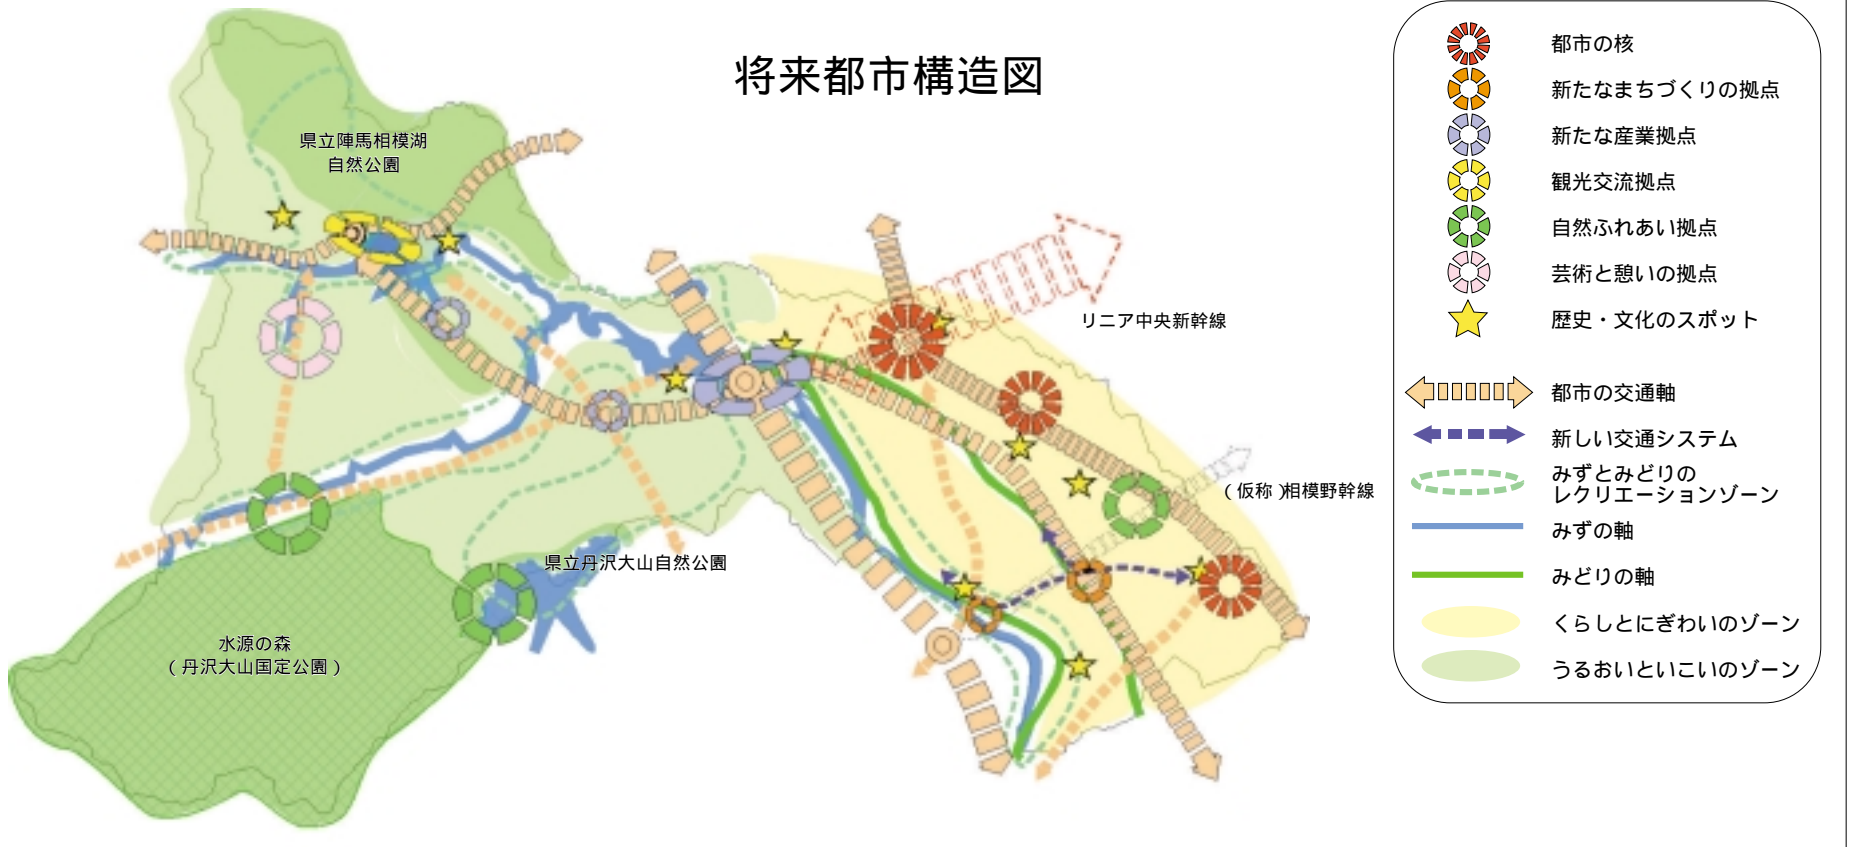 将来都市構造図
県立陣馬相模湖
自然公園
リニア中央新幹線
(仮称)相模野幹線
県立丹沢大山自然公園
水源の森
(丹沢大山国定公園)
都市の核
新たなまちづくりの拠点
新たな産業拠点
観光交流拠点
自然ふれあい拠点
芸術と憩いの拠点
歴史・文化のスポット
都市の交通軸
新しい交通システム
みずとみどりの
レクリエーションゾーン
みずの軸
みどりの軸
くらしとにぎわいのゾーン
うるおいといこいのゾーン